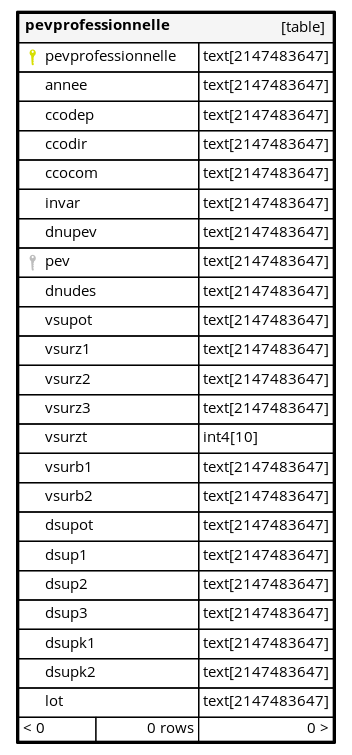 pevprofessionnelle [table]
pevprofessionnelle text[2147483647]
annee text[2147483647]
ccodep text[2147483647]
ccodir text[2147483647]
ccocom text[2147483647]
invar text[2147483647]
dnupev text[2147483647]
pev text[2147483647]
dnudes text[2147483647]
vsupot text[2147483647]
vsurz1 text[2147483647]
vsurz2 text[2147483647]
vsurz3 text[2147483647]
vsurzt int4[10]
vsurb1 text[2147483647]
vsurb2 text[2147483647]
dsupot text[2147483647]
dsup1 text[2147483647]
dsup2 text[2147483647]
dsup3 text[2147483647]
dsupk1 text[2147483647]
dsupk2 text[2147483647]
lot text[2147483647]
< 0 0 rows 0 >